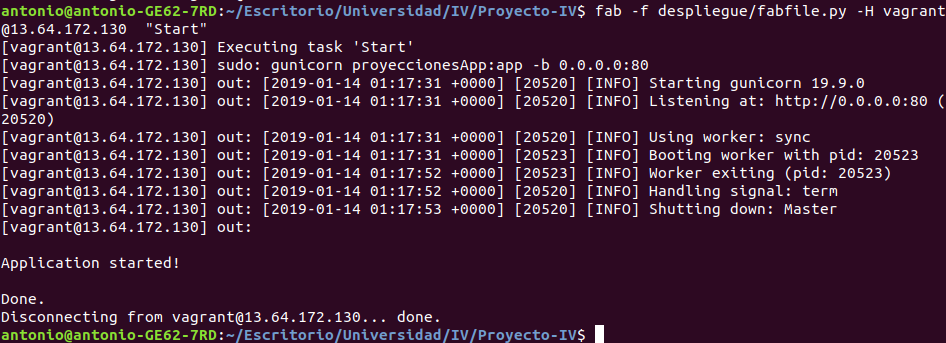 antonio@antonio-GE62-7RD:~/Escritorio/Universidad/IV/Proyecto-IV$ fab -f despliegue/fabfile.py -H vagrant
@13.64.172.130  "Start"
[vagrant@13.64.172.130] Executing task 'Start'
[vagrant@13.64.172.130] sudo: gunicorn proyeccionesApp:app -b 0.0.0.0:80
[vagrant@13.64.172.130] out: [2019-01-14 01:17:31 +0000] [20520] [INFO] Starting gunicorn 19.9.0
[vagrant@13.64.172.130] out: [2019-01-14 01:17:31 +0000] [20520] [INFO] Listening at: http://0.0.0.0:80 (
20520)
[vagrant@13.64.172.130] out: [2019-01-14 01:17:31 +0000] [20520] [INFO] Using worker: sync
[vagrant@13.64.172.130] out: [2019-01-14 01:17:31 +0000] [20523] [INFO] Booting worker with pid: 20523
[vagrant@13.64.172.130] out: [2019-01-14 01:17:52 +0000] [20523] [INFO] Worker exiting (pid: 20523)
[vagrant@13.64.172.130] out: [2019-01-14 01:17:52 +0000] [20520] [INFO] Handling signal: term
[vagrant@13.64.172.130] out: [2019-01-14 01:17:53 +0000] [20520] [INFO] Shutting down: Master
[vagrant@13.64.172.130] out:
Application started!
Done.
Disconnecting from vagrant@13.64.172.130... done.
antonio@antonio-GE62-7RD:~/Escritorio/Universidad/IV/Proyecto-IV$